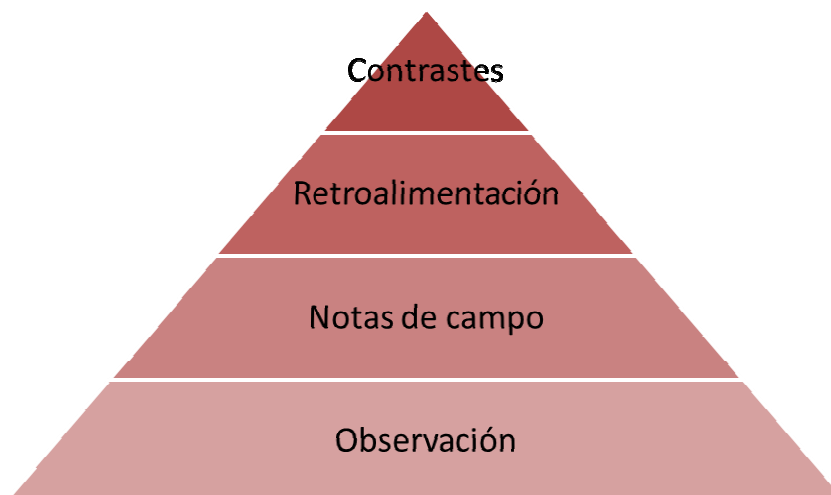 Contrastes
Retroalimentación
Notas de campo
Observación